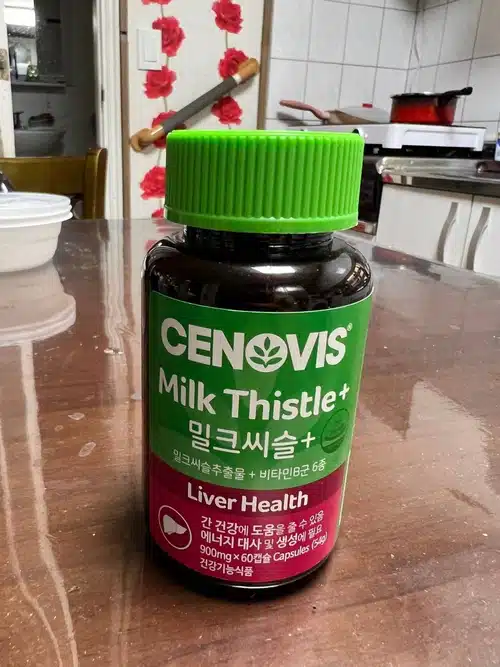 CENOVIS®
Milk Thistle+
밀크씨슬+
밀크씨슬추출물 + 비타민B군 6종
Liver Health
간 건강에 도움을 줄 수 있음
에너지 대사 및 생성에 필요
900mg × 60캡슐 Capsules (54g)
건강기능식품